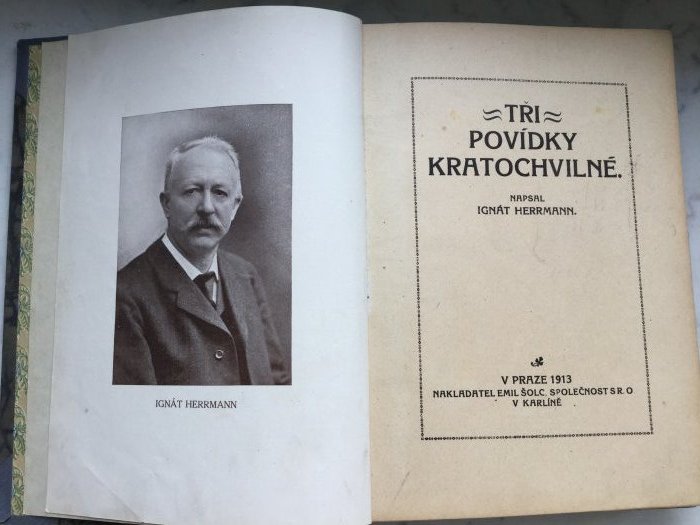 IGNÁT HERRMANN
TŘI
POVÍDKY
KRATOCHVILNÉ.
NAPSAL
IGNÁT HERRMANN.
V PRAZE 1913
NAKLADATEL EMIL ŠOLC, SPOLEČNOST S R. O
V KARLÍNĚ